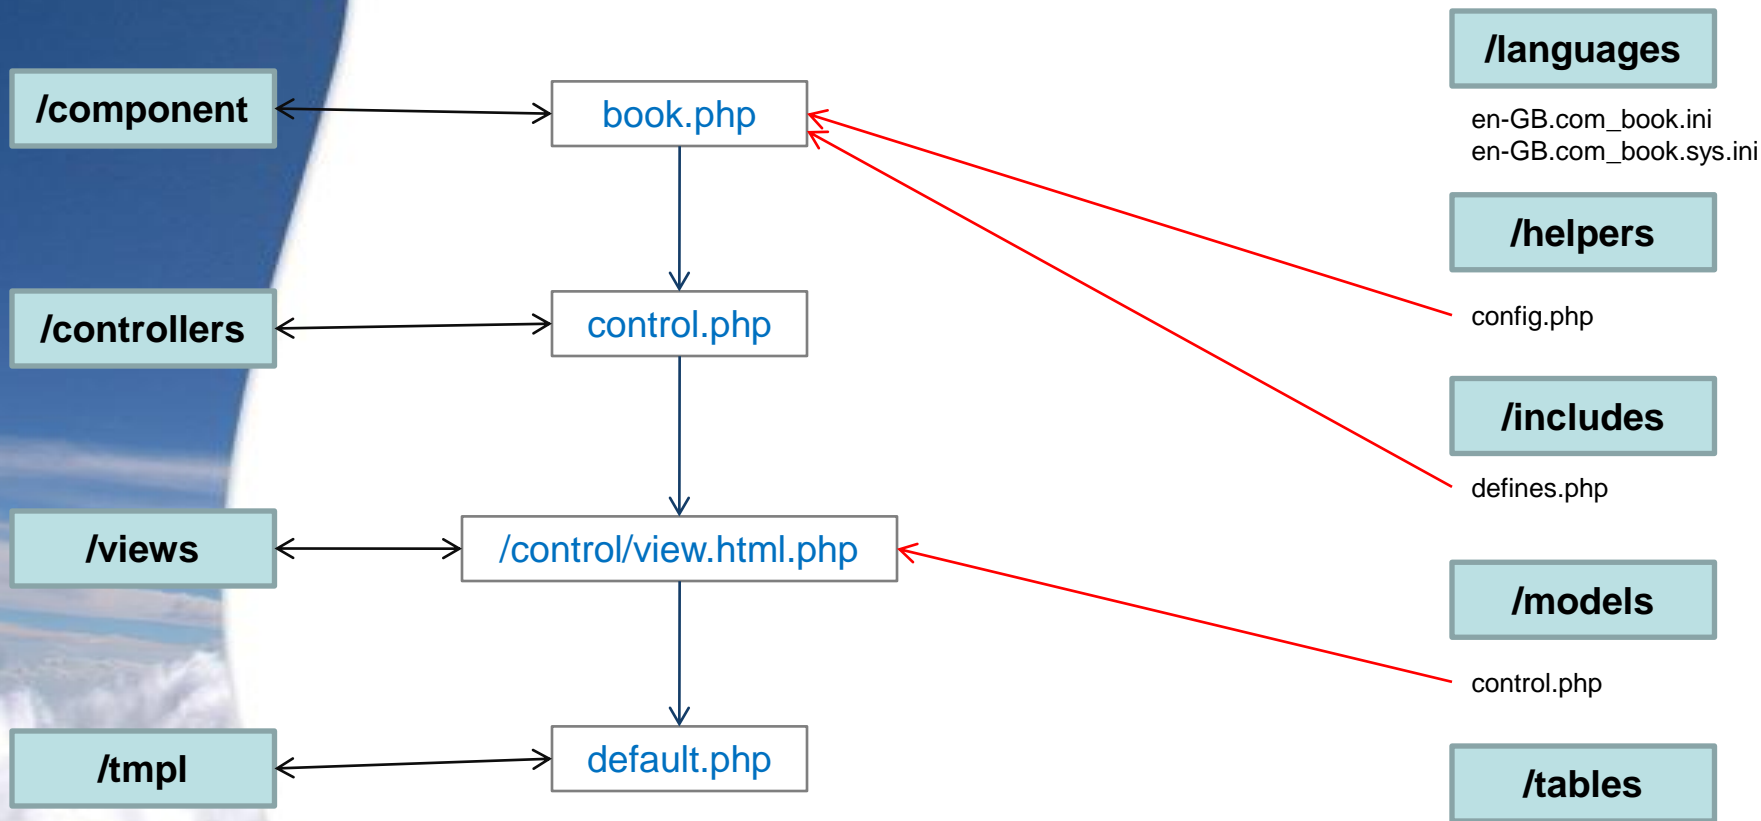 /component
book.php
/languages
en-GB.com_book.ini
en-GB.com_book.sys.ini
/helpers
config.php
/controllers
control.php
/includes
defines.php
/views
/control/view.html.php
/models
control.php
/tmpl
default.php
/tables